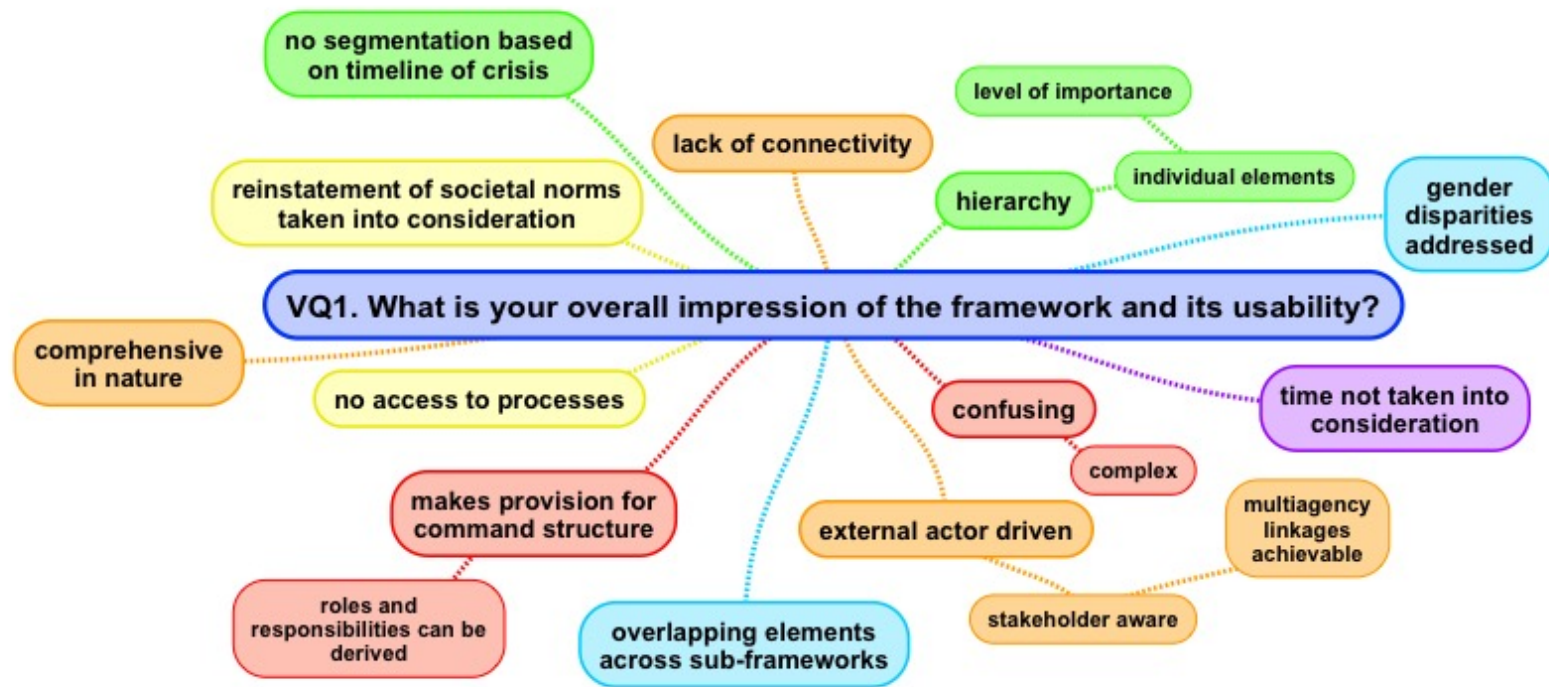 no segmentation based
on timeline of crisis
level of importance
lack of connectivity
individual elements
reinstatement of societal norms
taken into consideration
hierarchy
gender
disparities
addressed
VQ1. What is your overall impression of the framework and its usability?
comprehensive
in nature
no access to processes
confusing
time not taken into
consideration
complex
makes provision for
command structure
external actor driven
multiagency
linkages
achievable
roles and
responsibilities can be
derived
overlapping elements
across sub-frameworks
stakeholder aware